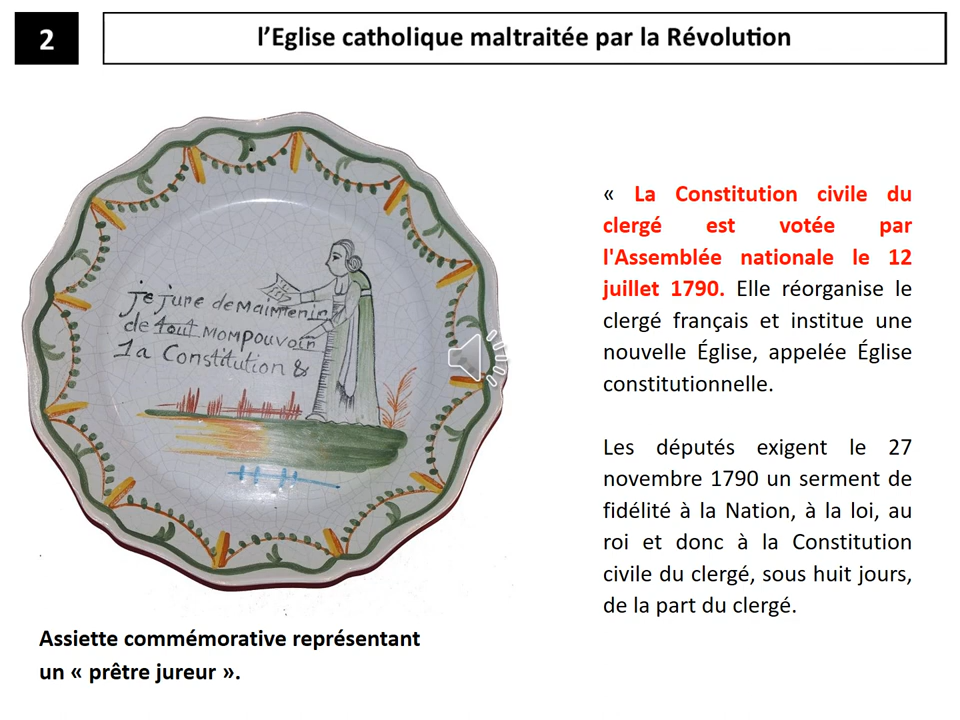 2
l’Eglise catholique maltraitée par la Révolution
je jure de maintenir
de tout mompouvoir
la Constitution &
« La Constitution civile du
clergé est votée par
l'Assemblée nationale le 12
juillet 1790. Elle réorganise le
clergé français et institue une
nouvelle Église, appelée Église
constitutionnelle.
Les députés exigent le 27
novembre 1790 un serment de
fidélité à la Nation, à la loi, au
roi et donc à la Constitution
civile du clergé, sous huit jours,
de la part du clergé.
Assiette commémorative représentant
un « prêtre jureur ».